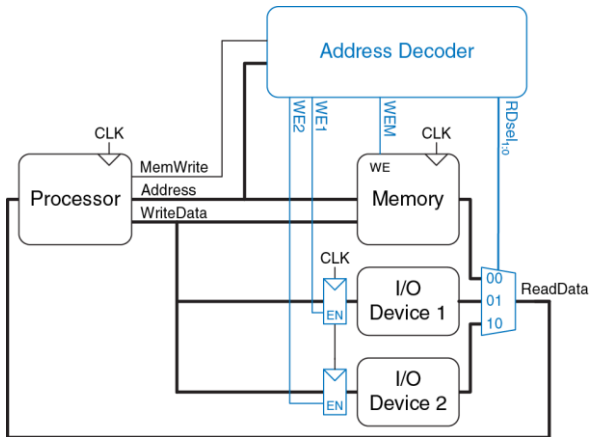 Address Decoder
WE2
WE1
WEM
RDsel1:0
CLK
CLK
MemWrite
WE
Processor
Address
Memory
WriteData
CLK
I/O
Device 1
EN
00
01
10
ReadData
I/O
Device 2
EN